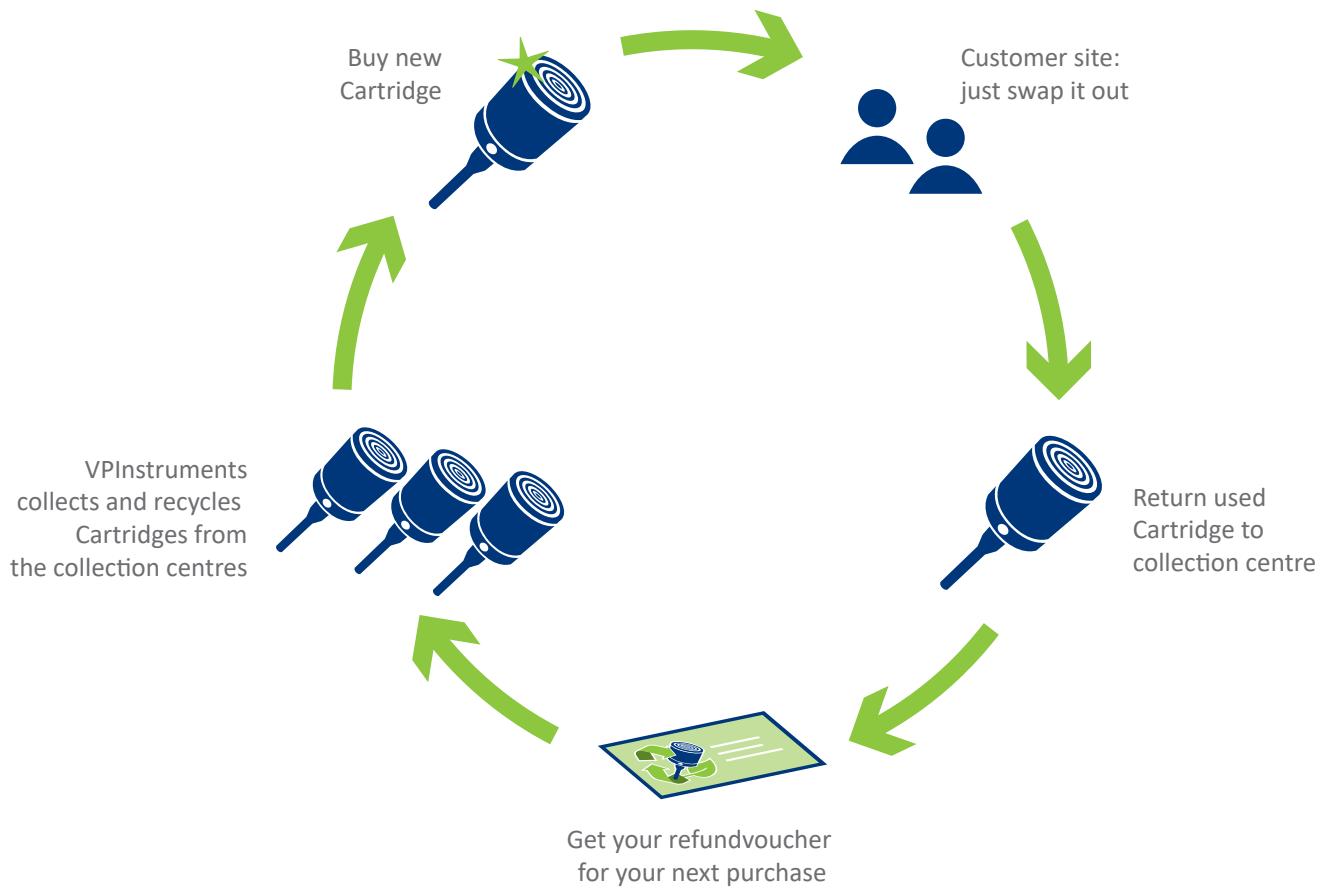 Buy new
Cartridge
Customer site:
just swap it out
Return used
Cartridge to
collection centre
Get your refundvoucher
for your next purchase
VPInstruments
collects and recycles
Cartridges from
the collection centres